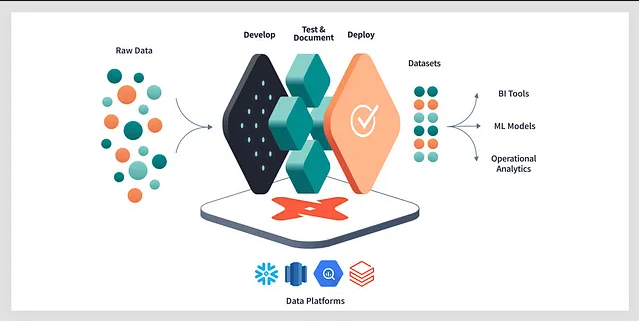 Raw Data
Develop
Test &
Document
Deploy
Datasets
BI Tools
ML Models
Operational
Analytics
Data Platforms